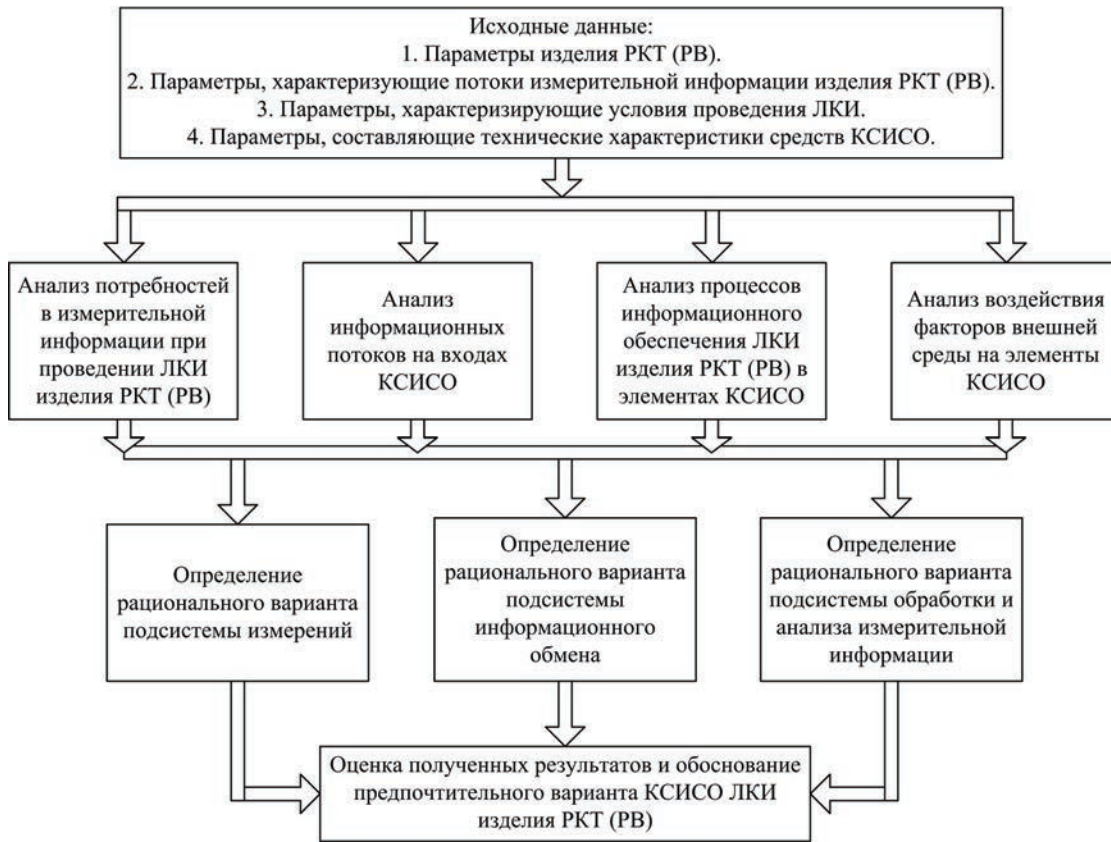 Исходные данные:
1. Параметры изделия РКТ (РВ).
2. Параметры, характеризующие потоки измерительной информации изделия РКТ (РВ).
3. Параметры, характеризирующие условия проведения ЛКИ.
4. Параметры, составляющие технические характеристики средств КСИСО.
Анализ потребностей
в измерительной
информации при
проведении ЛКИ
изделия РКТ (РВ)
Анализ
информационных
потоков на входах
КСИСО
Анализ процессов
информационного
обеспечения ЛКИ
изделия РКТ (РВ) в
элементах КСИСО
Анализ воздействия
факторов внешней
среды на элементы
КСИСО
Определение
рационального варианта
подсистемы измерений
Определение
рационального варианта
подсистемы
информационного
обмена
Определение
рационального варианта
подсистемы обработки и
анализа измерительной
информации
Оценка полученных результатов и обоснование
предпочтительного варианта КСИСО ЛКИ
изделия РКТ (РВ)